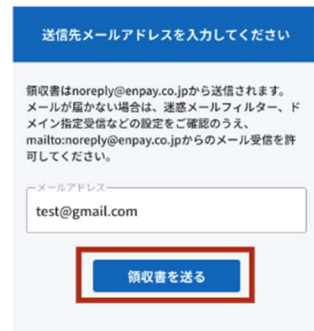 送信先メールアドレスを入力してください
領収書はnoreply@enpay.co.jpから送信されます。
メールが届かない場合は、迷惑メールフィルター、ド
メイン指定受信などの設定をご確認のうえ、
mailto:noreply@enpay.co.jpからのメール受信を許
可してください。
メールアドレス
test@gmail.com
領収書を送る